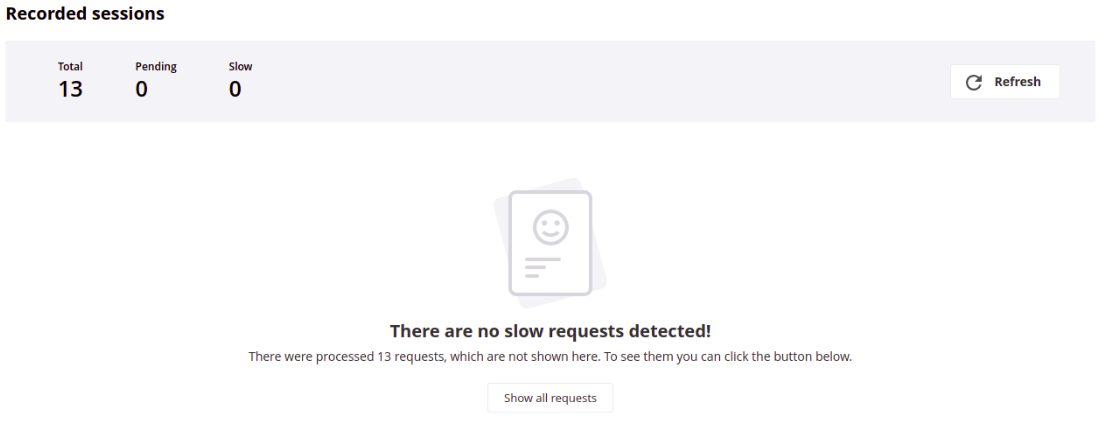 Recorded sessions
Total Pending Slow
13 0 0
Refresh
There are no slow requests detected!
There were processed 13 requests, which are not shown here. To see them you can click the button below.
Show all requests